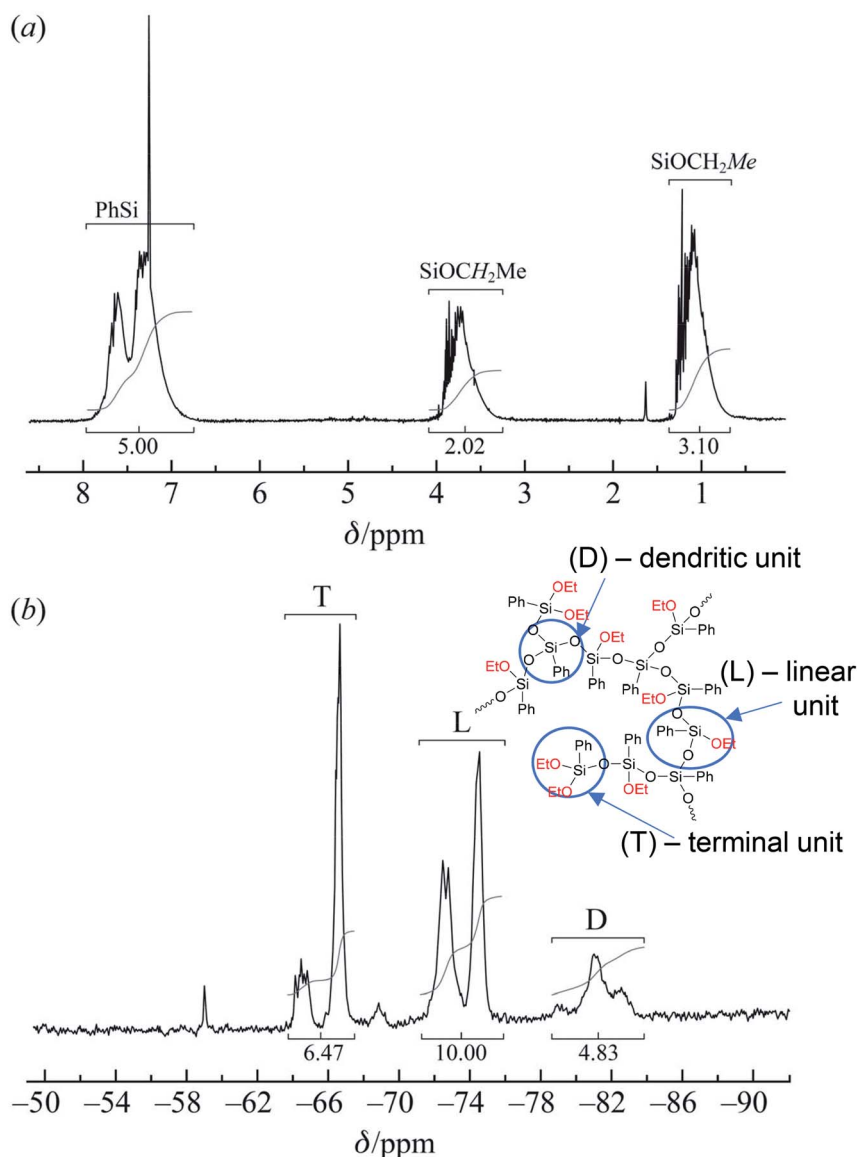 (a)
SiOCH2Me
PhSi
SiOCH2Me
5.00
2.02
3.10
8 7 6 5 4 3 2 1
δ/ppm
(b)
T
L
D
(D) – dendritic unit
(L) – linear
unit
(T) – terminal unit
OEt
Ph Si OEt
O
O Si O OEt EtO O
Ph Si O Si O Si Ph
EtO O Si Ph Ph O Si O EtO Si Ph
O Si Ph
O
Ph Si OEt
Ph Ph O
EtO Si O Si O Si Ph
EtO OEt O
6.47
10.00
4.83
–50 –54 –58 –62 –66 –70 –74 –78 –82 –86 –90
δ/ppm